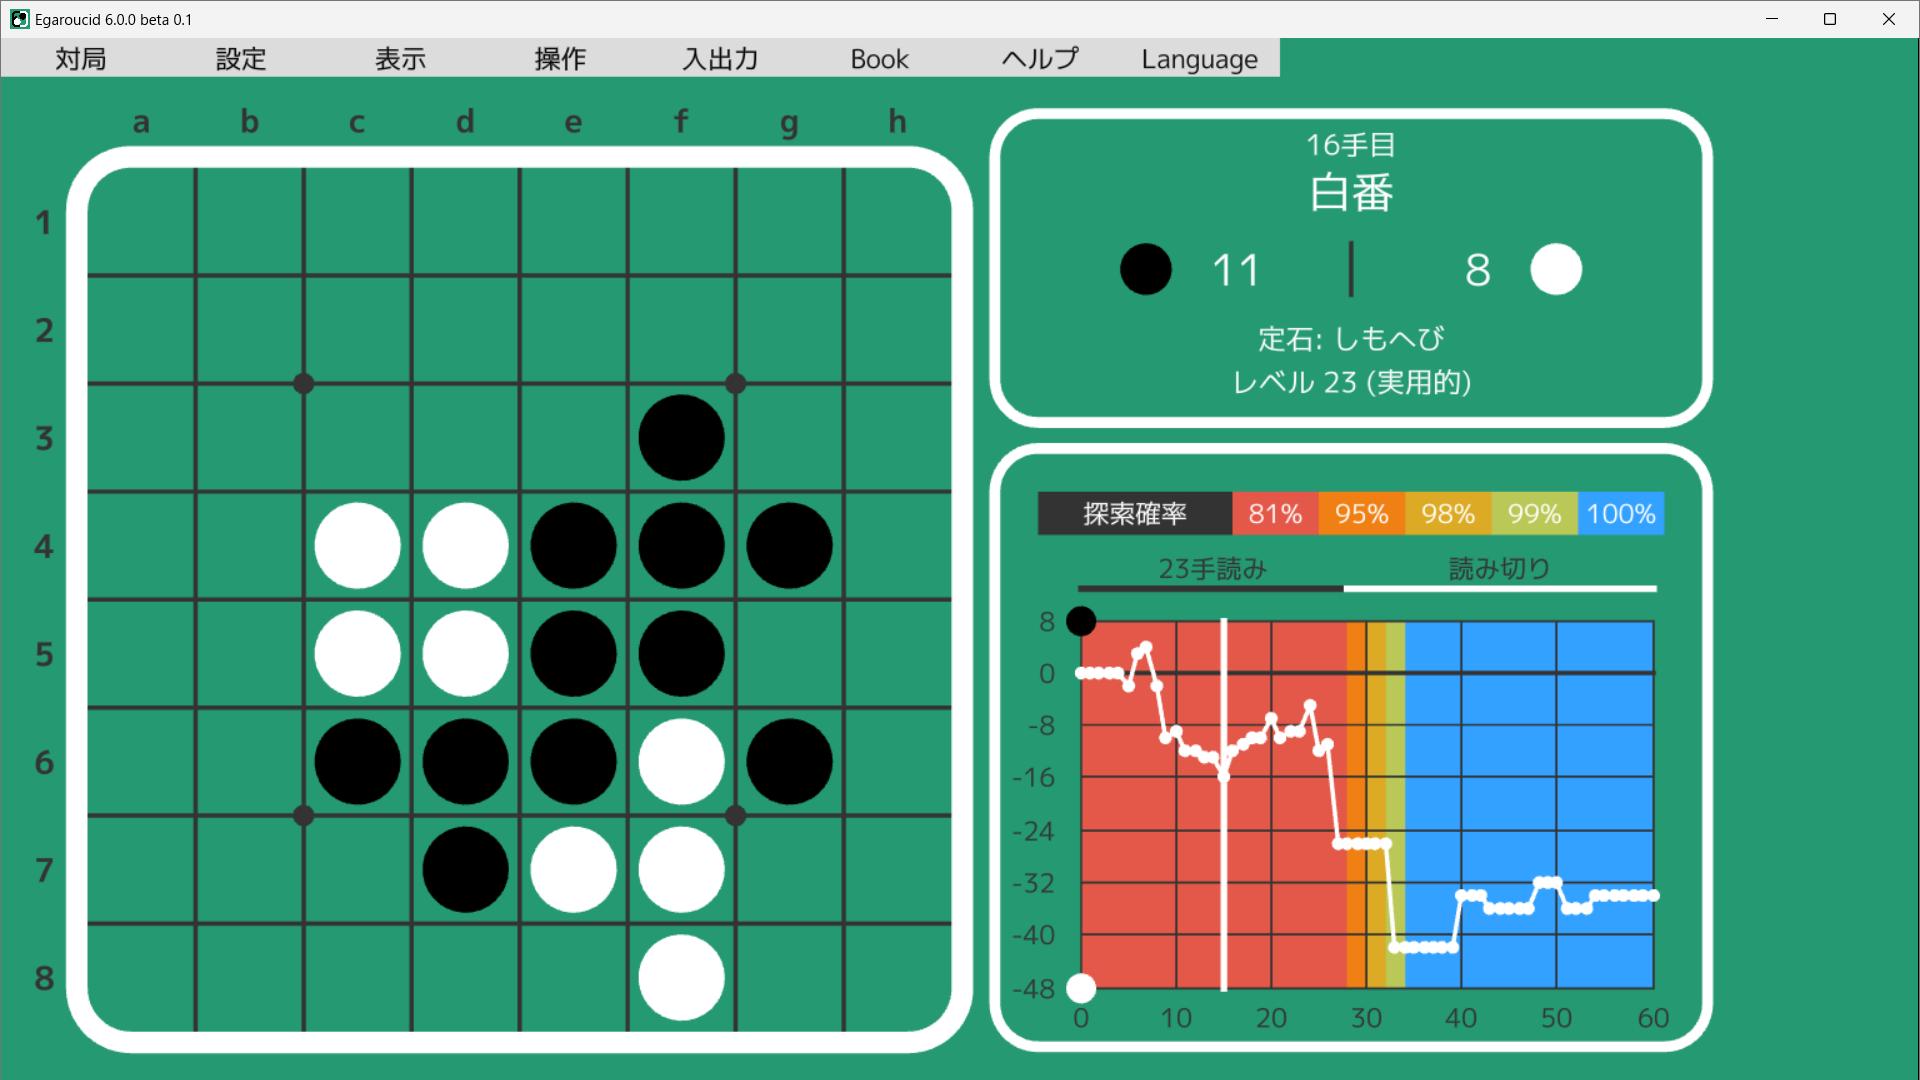 Egaroucid 6.0.0 beta 0.1
対局 設定 表示 操作 入出力 Book ヘルプ Language
a b c d e f g h
1
2
3
4
5
6
7
8
16手目
白番
11 8
定石: しもへび
レベル 23 (実用的)
探索確率 81% 95% 98% 99% 100%
23手読み 読み切り
8
0
-8
-16
-24
-32
-40
-48
0 10 20 30 40 50 60